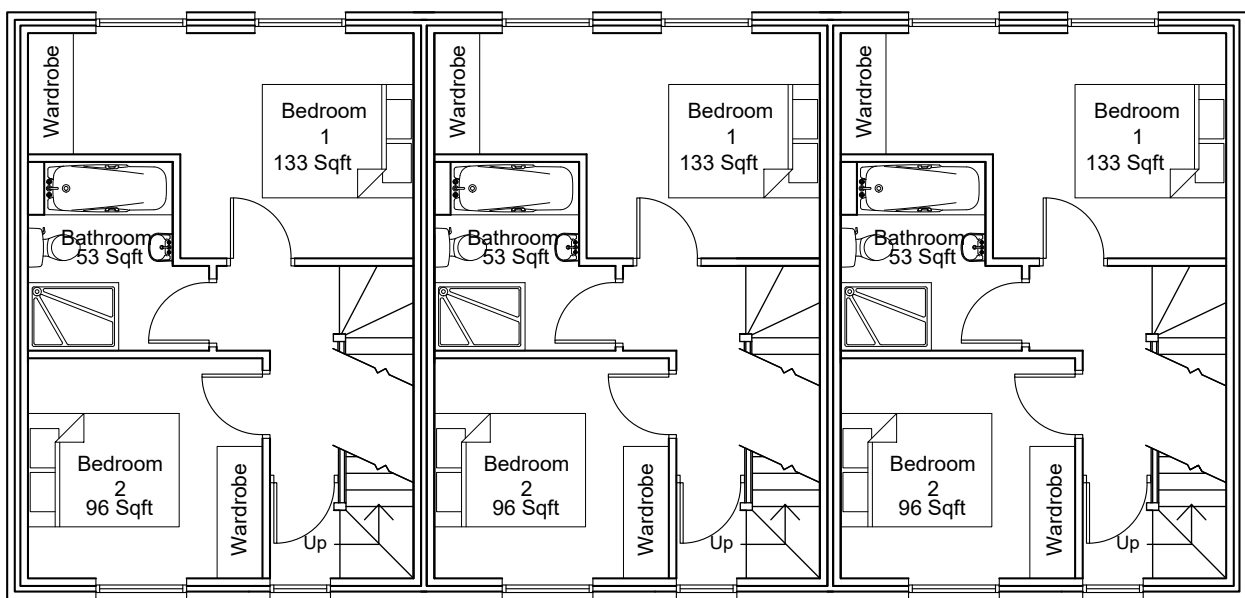 Wardrobe
Bedroom
1
133 Sqft
Bathroom
53 Sqft
Bedroom
2
96 Sqft
Wardrobe
Up
Wardrobe
Bedroom
1
133 Sqft
Bathroom
53 Sqft
Bedroom
2
96 Sqft
Wardrobe
Up
Wardrobe
Bedroom
1
133 Sqft
Bathroom
53 Sqft
Bedroom
2
96 Sqft
Wardrobe
Up